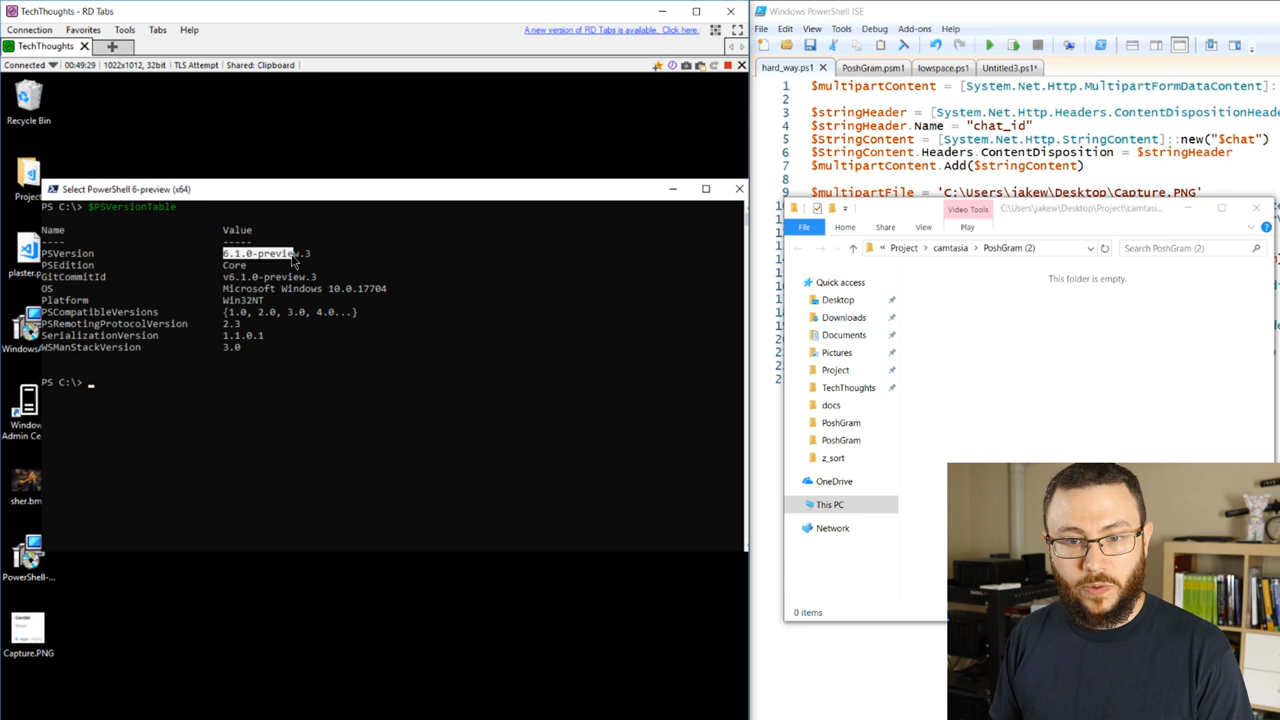 TechThoughts - RD Tabs
Connection Favorites Tools Tabs Help
A new version of RD Tabs is available. Click here.
TechThoughts
Connected 00:49:29 1022x1012, 32bit TLS Attempt Shared: Clipboard
Recycle Bin
Project
plaster.p
Windows
Window
Admin Ce
sher.bm
PowerShell-...
Capture.PNG
Select PowerShell 6-preview (x64)
PS C:\> $PSVersionTable
Name Value
---- -----
PSVersion 6.1.0-preview.3
PSEdition Core
GitCommitId v6.1.0-preview.3
OS Microsoft Windows 10.0.17704
Platform Win32NT
PSCompatibleVersions {1.0, 2.0, 3.0, 4.0...}
PSRemotingProtocolVersion 2.3
SerializationVersion 1.1.0.1
WSManStackVersion 3.0
PS C:\> _
Windows PowerShell ISE
File Edit View Tools Debug Add-ons Help
hard_way.ps1 PoshGram.psm1 lowspace.ps1 Untitled3.ps1*
1 $multipartContent = [System.Net.Http.MultipartFormDataContent]:
2
3 $stringHeader = [System.Net.Http.Headers.ContentDispositionHeade
4 $stringHeader.Name = "chat_id"
5 $StringContent = [System.Net.Http.StringContent]::new("$chat")
6 $StringContent.Headers.ContentDisposition = $stringHeader
7 $multipartContent.Add($stringContent)
8
9 $multipartFile = 'C:\Users\jakew\Desktop\Capture.PNG'
Video Tools C:\Users\jakew\Desktop\Project\camtasi...
File Home Share View Play
« Project camtasia PoshGram (2)
Search PoshGram (2)
This folder is empty.
Quick access
Desktop
Downloads
Documents
Pictures
Project
TechThoughts
docs
PoshGram
PoshGram
z_sort
OneDrive
This PC
Network
0 items